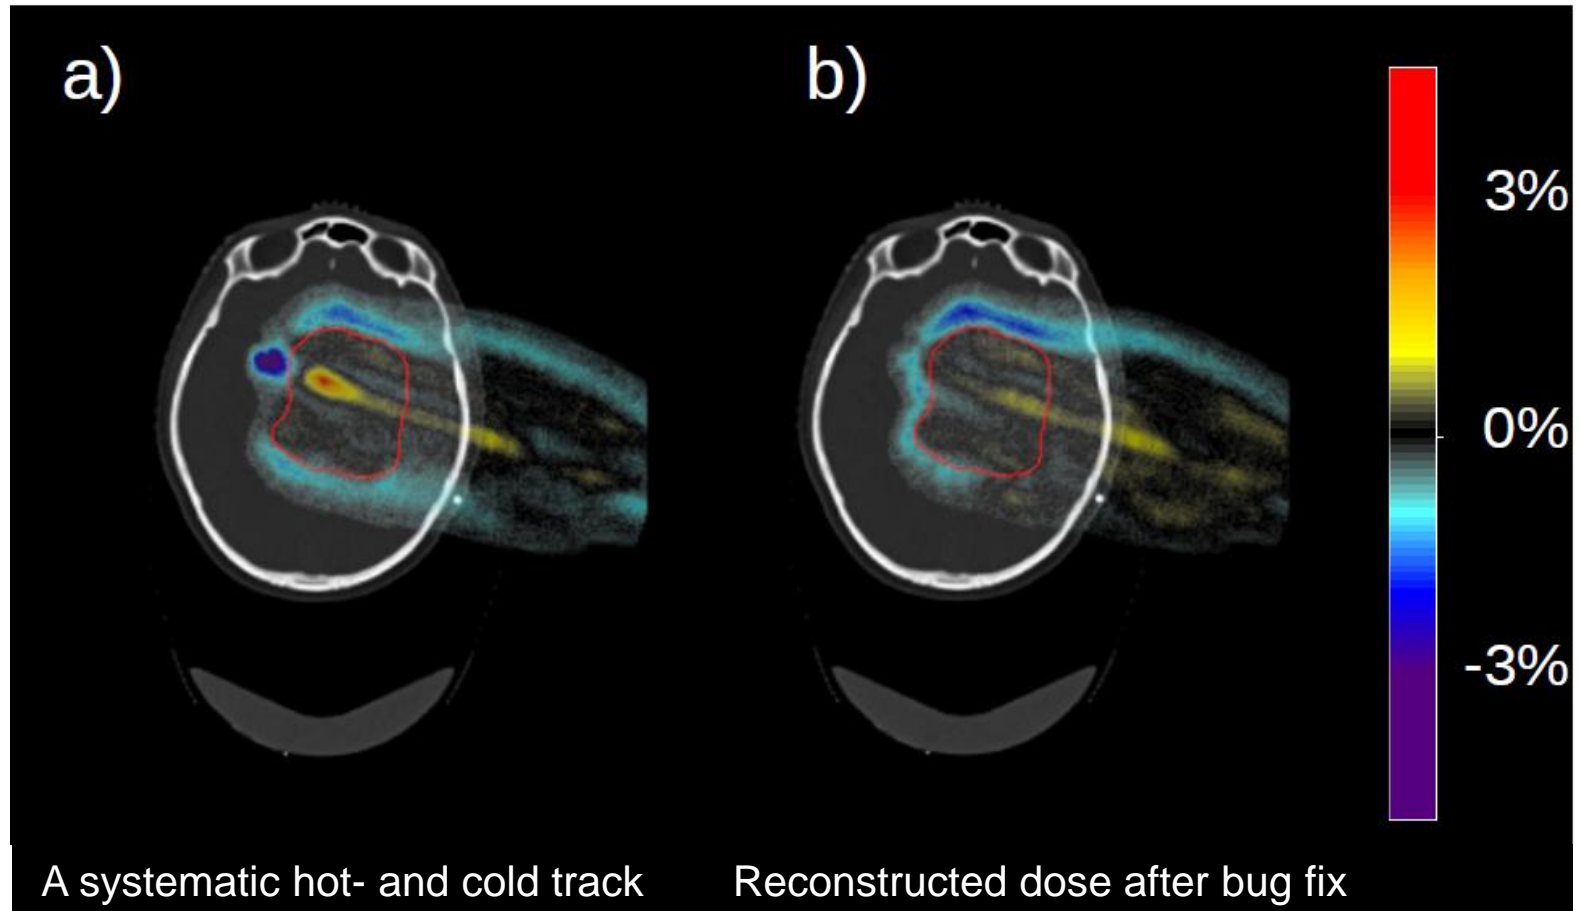 a)
b)
3%
0%
-3%
A systematic hot- and cold track
Reconstructed dose after bug fix